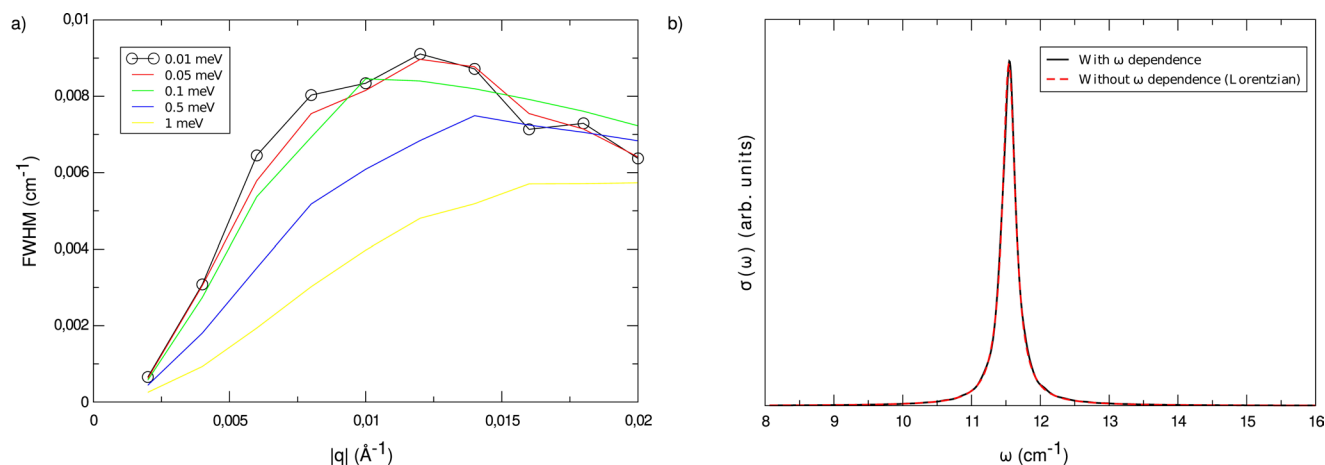 a)
0,01
0,008
0,006
0,004
0,002
0,000
FWHM (cm-1)
0.01 meV
0.05 meV
0.1 meV
0.5 meV
1 meV
0 0,005 0,01 0,015 0,02
|q| (Å-1)
b)
σ(ω) (arb. units)
With ω dependence
Without ω dependence (Lorentzian)
8 9 10 11 12 13 14 15 16
ω (cm-1)